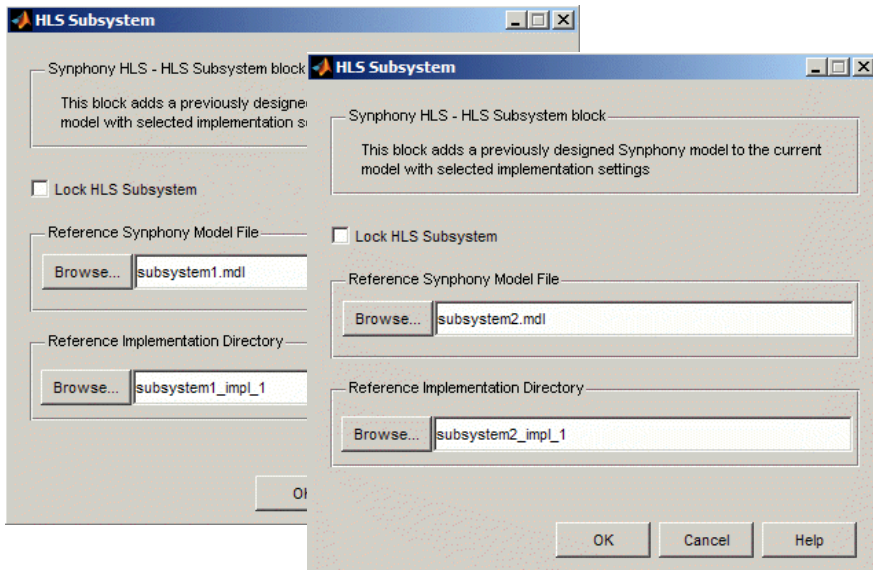 HLS Subsystem
Synphony HLS - HLS Subsystem block
This block adds a previously designe
model with selected implementation
Lock HLS Subsystem
Reference Synphony Model File
Browse... subsystem1.mdl
Reference Implementation Directory
Browse... subsystem1_impl_1
HLS Subsystem
Synphony HLS - HLS Subsystem block
This block adds a previously designed Synphony model to the current
model with selected implementation settings
Lock HLS Subsystem
Reference Synphony Model File
Browse... subsystem2.mdl
Reference Implementation Directory
Browse... subsystem2_impl_1
OK Cancel Help